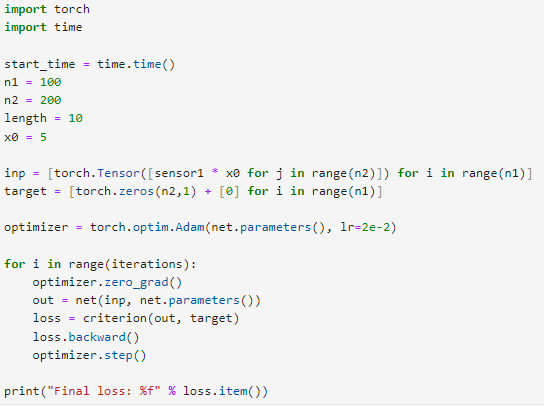 import torch
import time
start_time = time.time()
n1 = 100
n2 = 200
length = 10
x0 = 5
inp = [torch.Tensor([sensor1 * x0 for j in range(n2)]) for i in range(n1)]
target = [torch.zeros(n2,1) + [0] for i in range(n1)]
optimizer = torch.optim.Adam(net.parameters(), lr=2e-2)
for i in range(iterations):
    optimizer.zero_grad()
    out = net(inp, net.parameters())
    loss = criterion(out, target)
    loss.backward()
    optimizer.step()
print("Final loss: %f" % loss.item())